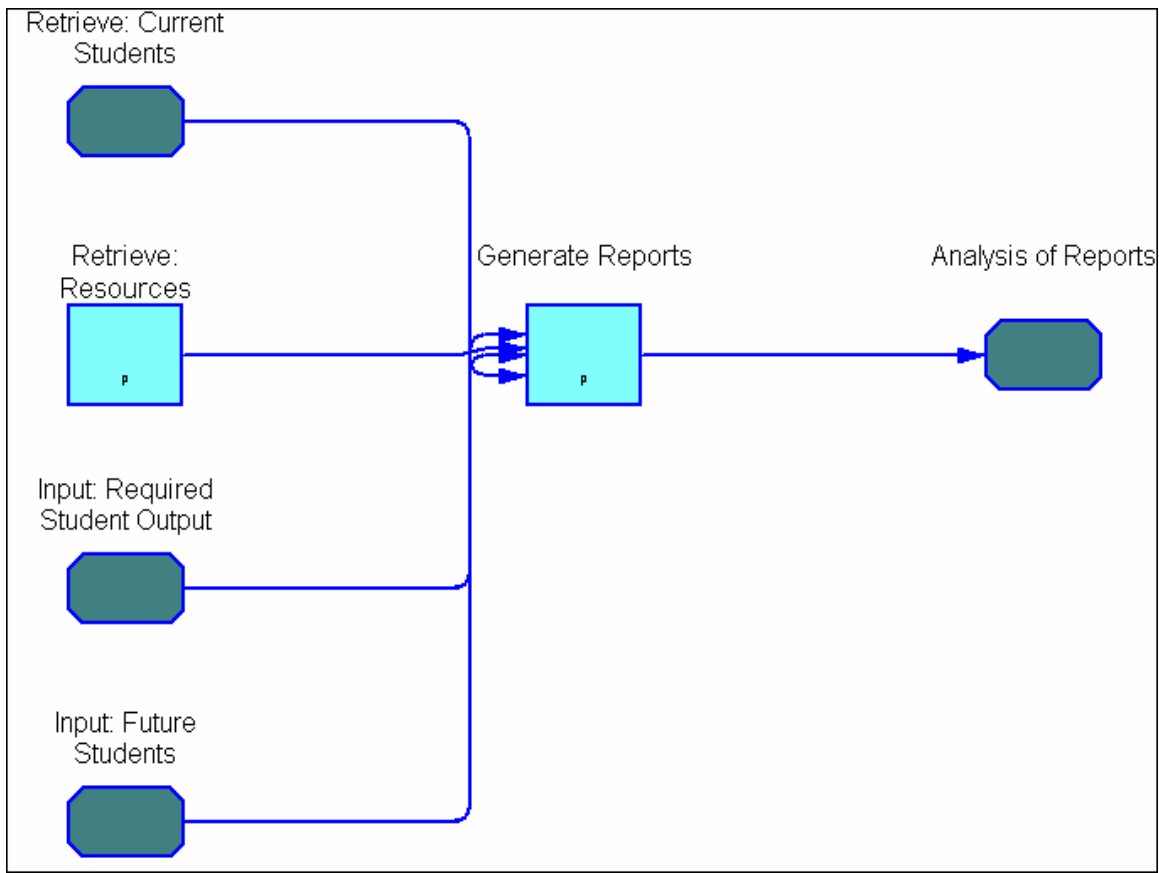 Retrieve: Current
Students
Retrieve:
Resources
Generate Reports
Analysis of Reports
p
p
Input: Required
Student Output
Input: Future
Students